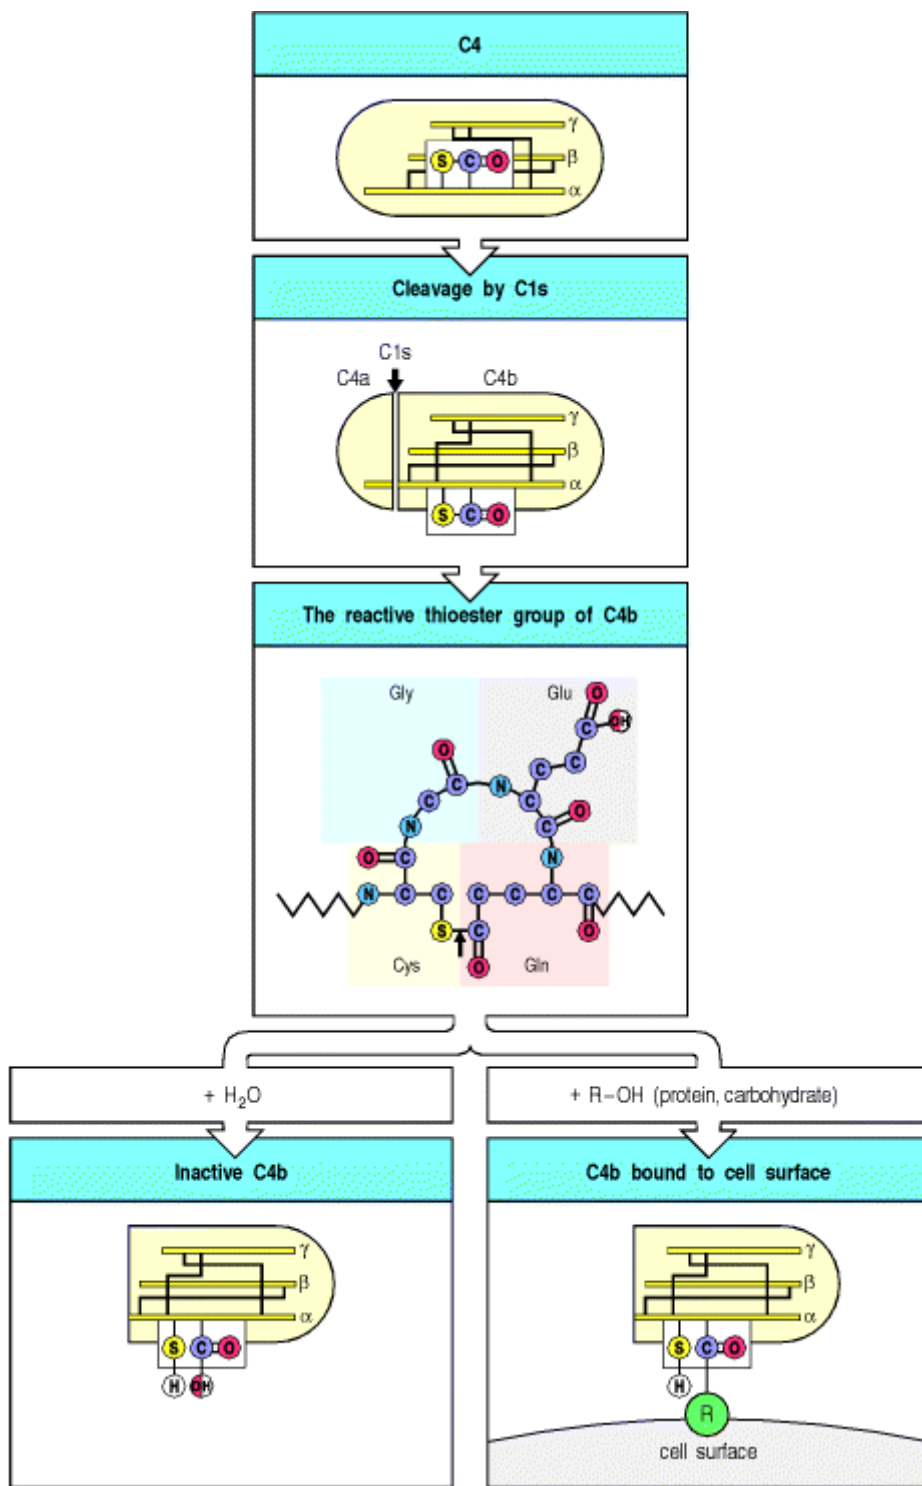 C4
γ
S C O
β
α
Cleavage by C1s
C1s
C4a
C4b
γ
β
α
S C O
The reactive thioester group of C4b
Gly
Glu
O
C OH
O
C C
C N C
C O
N C
O C N
N C C C C C C
S C O
O
Cys
Gln
+ H₂O
+ R–OH (protein, carbohydrate)
Inactive C4b
γ
β
α
S C O
H OH
C4b bound to cell surface
γ
β
α
S C O
H
R
cell surface